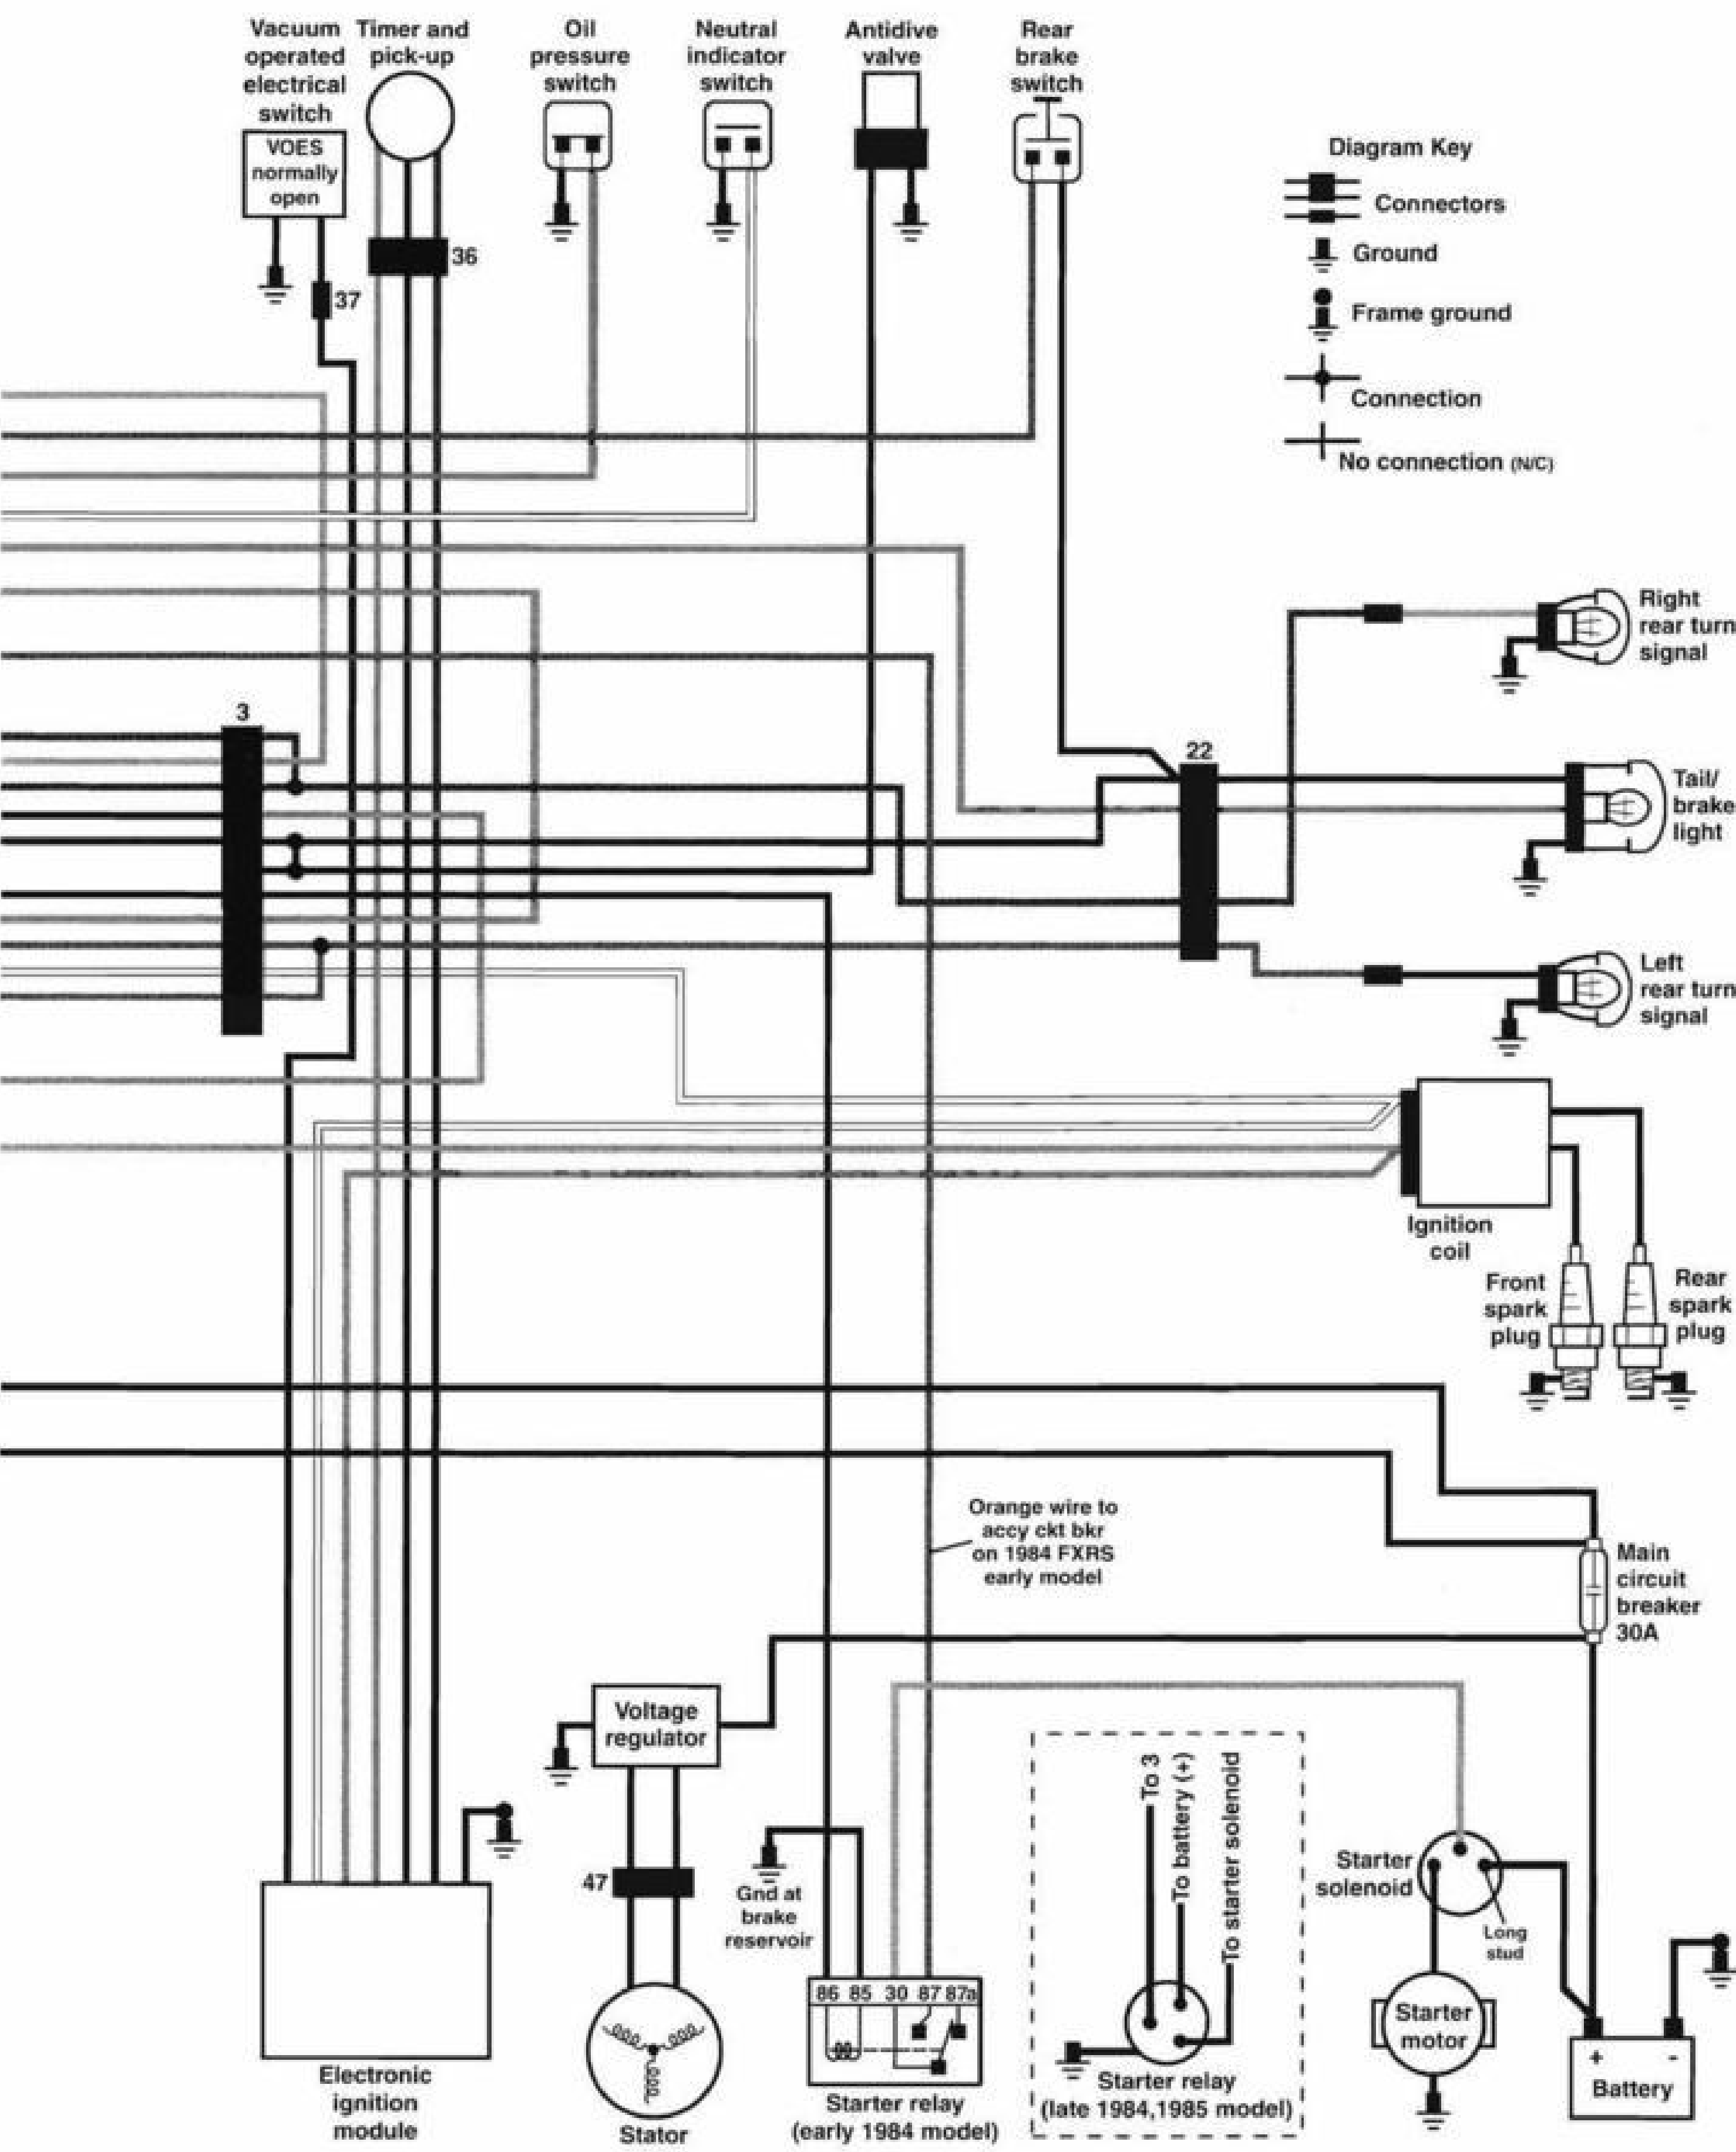 Vacuum
operated
electrical
switch
Timer and
pick-up
Oil
pressure
switch
Neutral
indicator
switch
Antidive
valve
Rear
brake
switch
VOES
normally
open
Diagram Key
Connectors
Ground
Frame ground
Connection
No connection (N/C)
36
37
Right
rear turn
signal
3
22
Tail/
brake
light
Left
rear turn
signal
Ignition
coil
Front
spark
plug
Rear
spark
plug
Orange wire to
accy ckt bkr
on 1984 FXRS
early model
Main
circuit
breaker
30A
Voltage
regulator
47
Gnd at
brake
reservoir
To 3
To battery (+)
To starter solenoid
Starter
solenoid
Long
stud
86 85 30 87 87a
Starter
motor
+ -
Battery
Electronic
ignition
module
Stator
Starter relay
(early 1984 model)
Starter relay
(late 1984,1985 model)